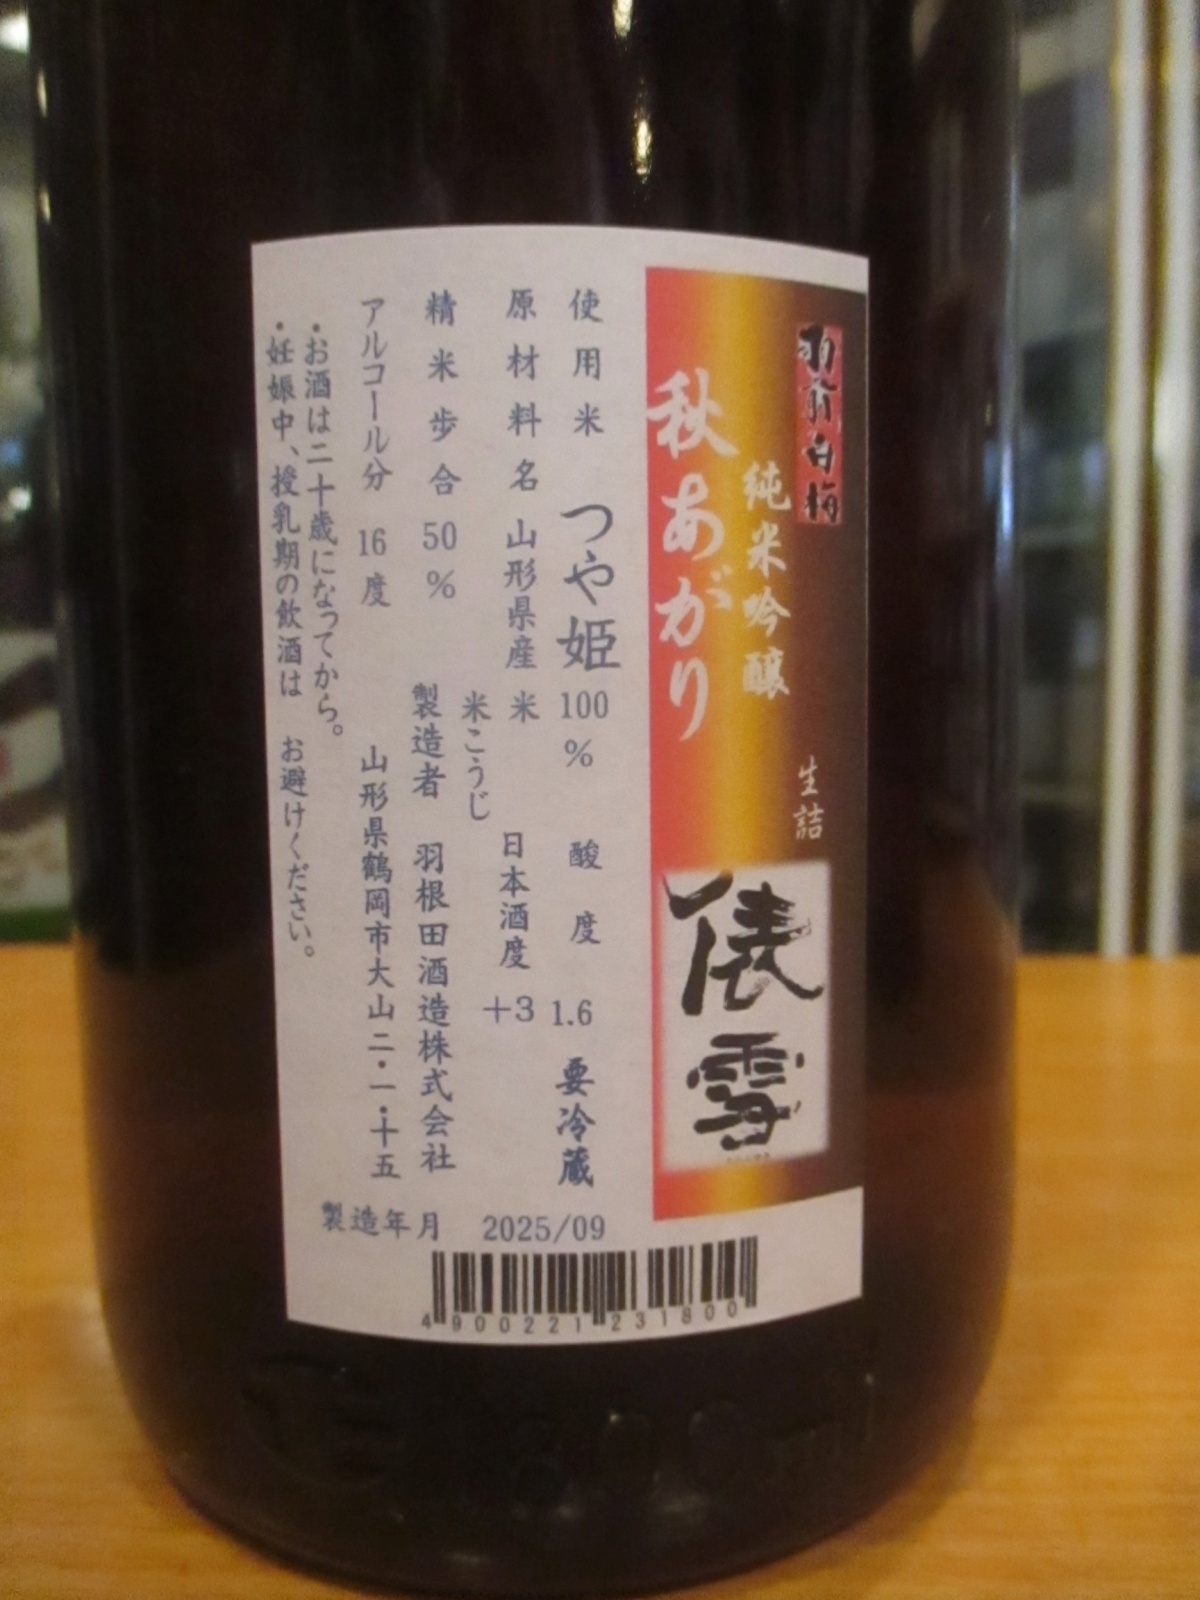 羽前白梅
純米吟醸
秋あがり
生詰
俵雪
使用米 つや姫 100% 酸度 1.6 要冷蔵
原材料名 山形県産 米 日本酒度 +3
米こうじ
精米歩合 50% 製造者 羽根田酒造株式会社
アルコール分 16度 山形県鶴岡市大山二・一・十五
・お酒は二十歳になってから。
・妊娠中、授乳期の飲酒は お避けください。
製造年月 2025/09
4900221231800